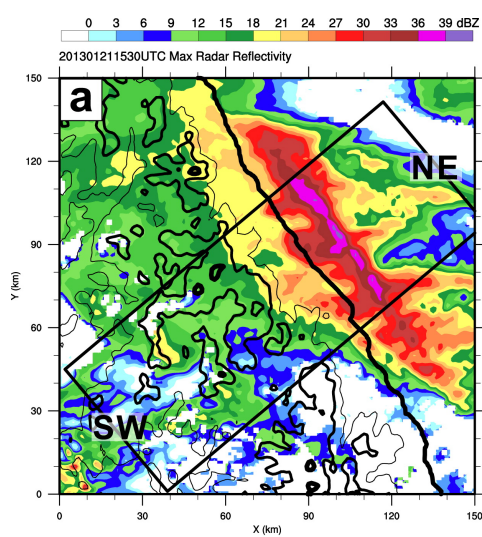 0 3 6 9 12 15 18 21 24 27 30 33 36 39 dBZ
201301211530UTC Max Radar Reflectivity
150
a
120
NE
90
Y (km)
60
30
SW
0
0 30 60 90 120 150
X (km)